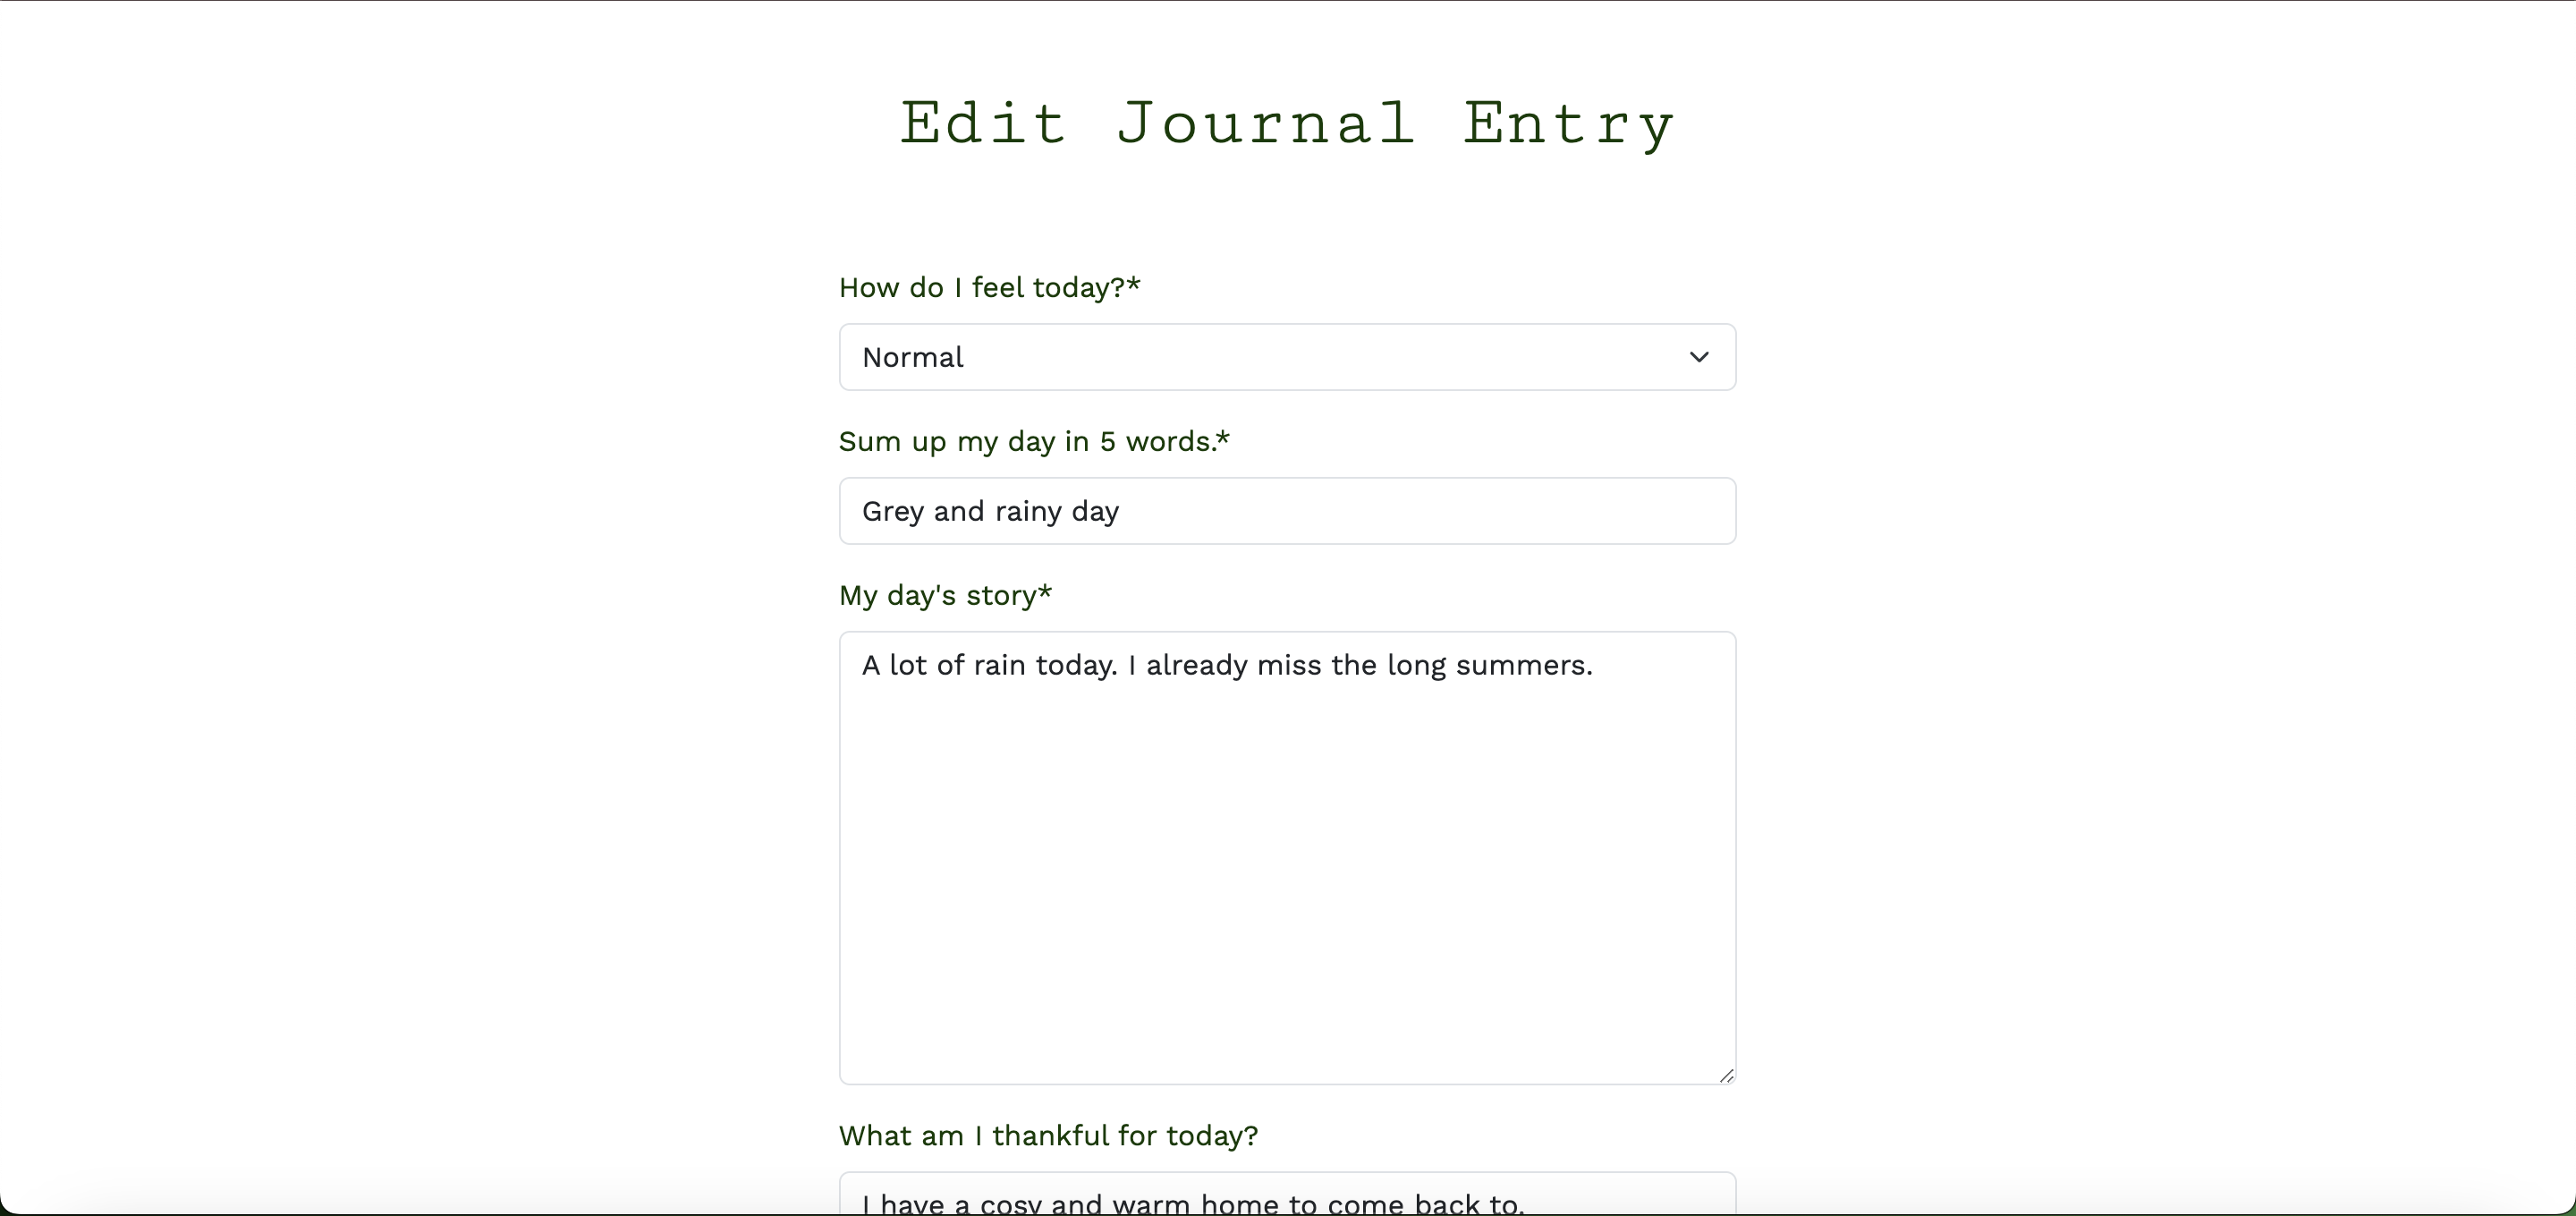 Edit Journal Entry
How do I feel today?*
Normal
Sum up my day in 5 words.*
Grey and rainy day
My day's story*
A lot of rain today. I already miss the long summers.
What am I thankful for today?
I have a cosy and warm home to come back to.